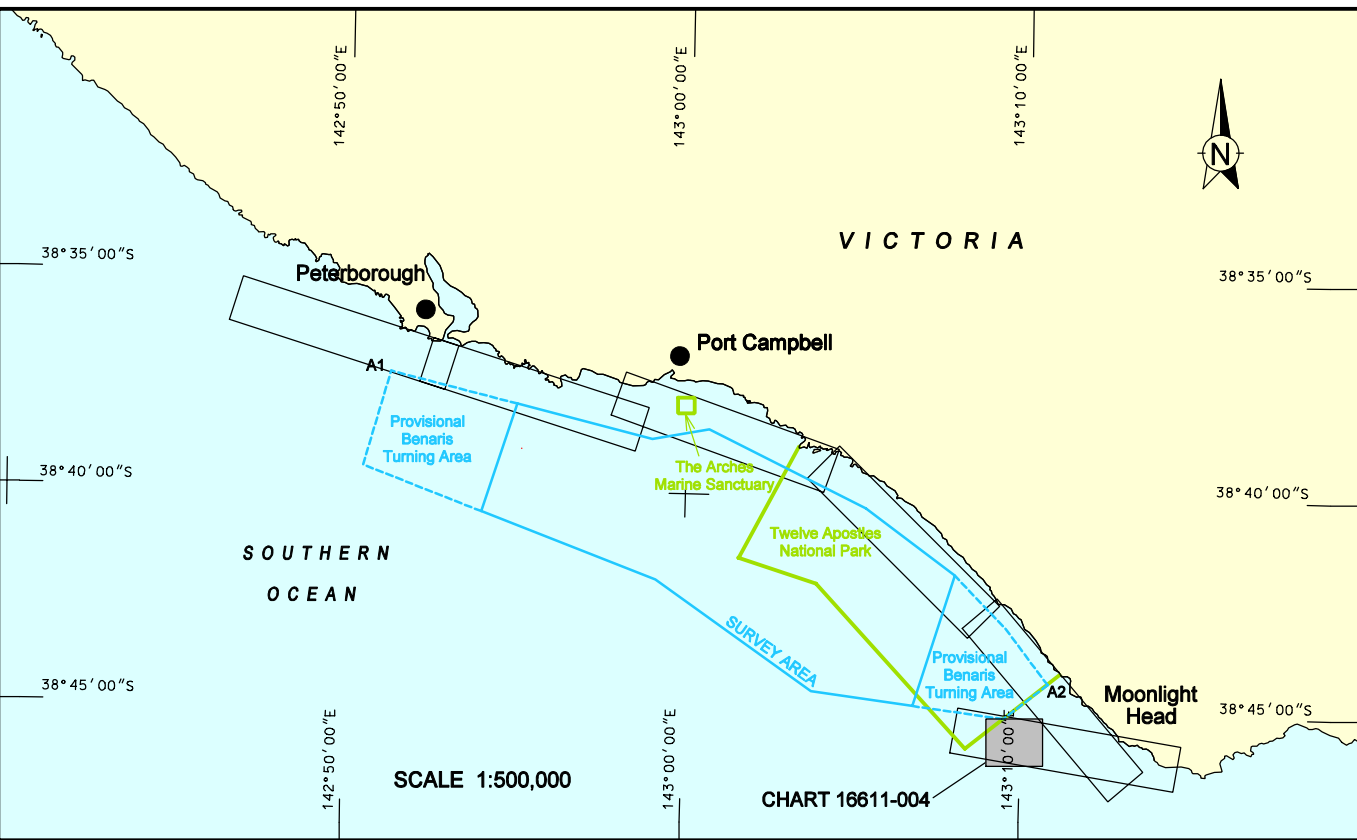 142°50'00"E
143°00'00"E
143°10'00"E
N
VICTORIA
38°35'00"S
38°35'00"S
Peterborough
Port Campbell
A1
Provisional
Benaris
Turning Area
The Arches
Marine Sanctuary
38°40'00"S
38°40'00"S
Twelve Apostles
National Park
SOUTHERN
OCEAN
SURVEY AREA
Provisional
Benaris
Turning Area
A2
Moonlight
Head
38°45'00"S
38°45'00"S
142°50'00"E
143°00'00"E
143°10'00"E
SCALE 1:500,000
CHART 16611-004